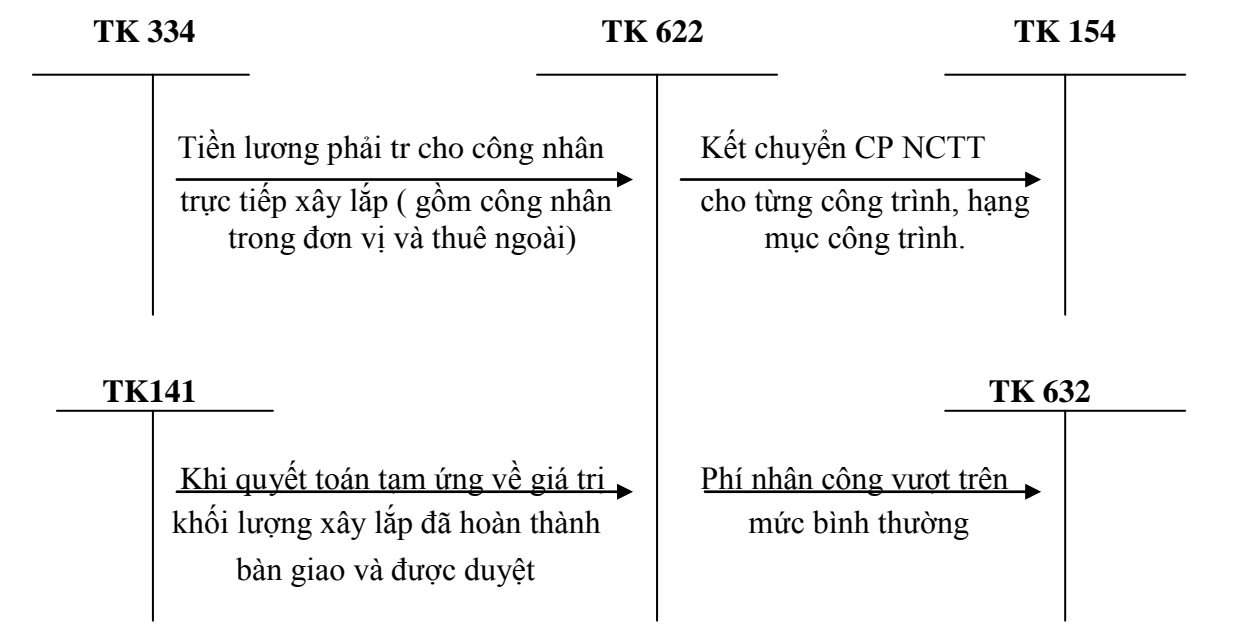 TK 334
TK 622
TK 154
Tiền lương phải tr cho công nhân
trực tiếp xây lắp ( gồm công nhân
trong đơn vị và thuê ngoài)
Kết chuyển CP NCTT
cho từng công trình, hạng
mục công trình.
TK141
TK 632
Khi quyết toán tạm ứng về giá trị
khối lượng xây lắp đã hoàn thành
bàn giao và được duyệt
Phí nhân công vượt trên
mức bình thường